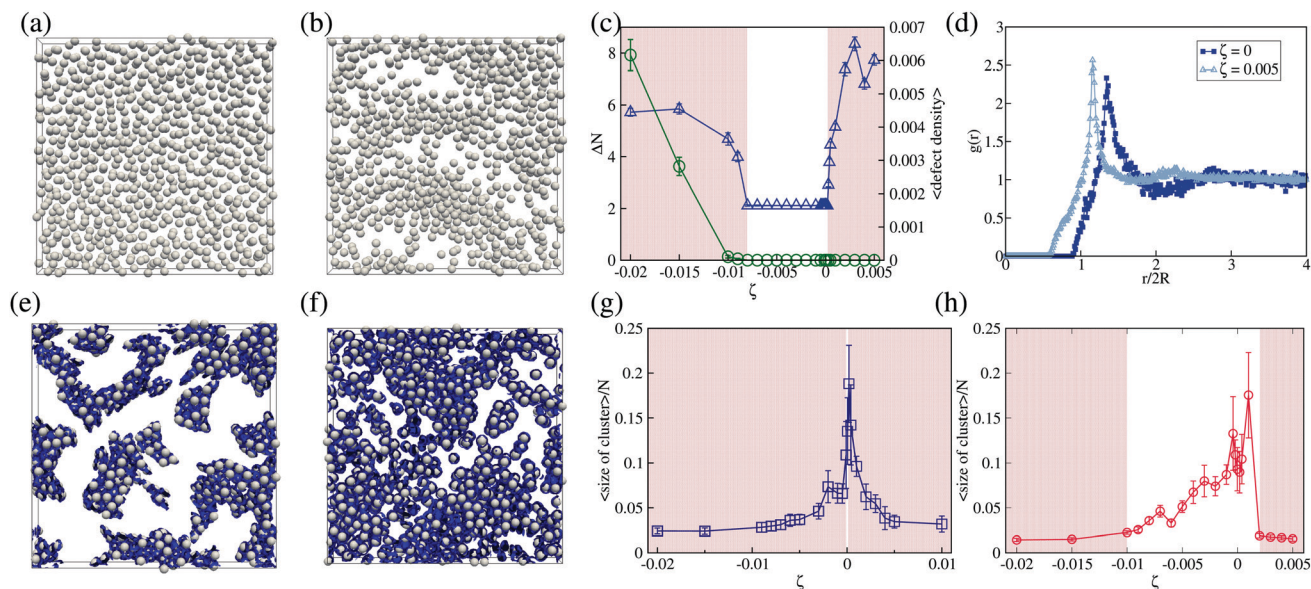 (a)
(b)
(c)
8
6
4
2
0
ΔN
0.007
0.006
0.005
0.004
0.003
0.002
0.001
0
<defect density>
-0.02 -0.015 -0.01 -0.005 0 0.005
ζ
(d)
3
2.5
2
1.5
1
0.5
0
g(r)
ζ = 0
ζ = 0.005
0 1 2 3 4
r/2R
(e)
(f)
(g)
0.25
0.2
0.15
0.1
0.05
0
<size of cluster>/N
-0.02 -0.01 0 0.01
ζ
(h)
0.25
0.2
0.15
0.1
0.05
0
<size of cluster>/N
-0.02 -0.015 -0.01 -0.005 0 0.005
ζ